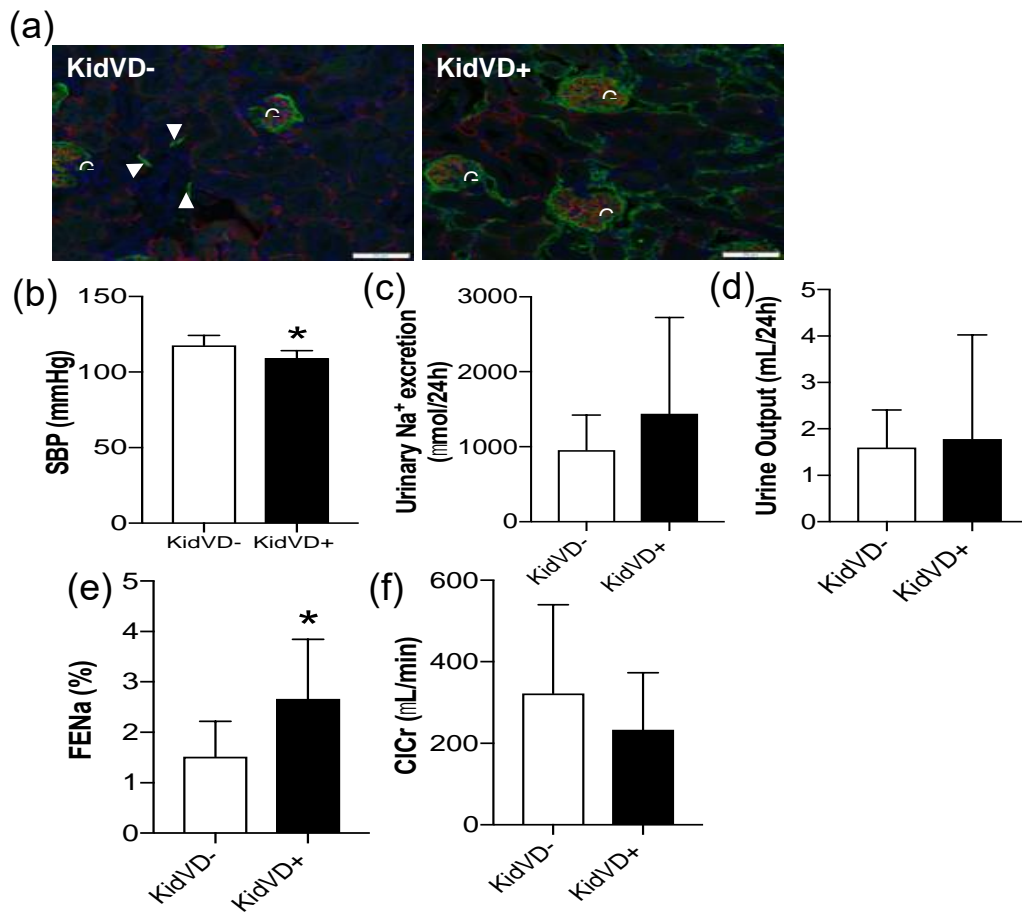 (a)
KidVD-
KidVD+
G
G
G
G
G
(b)
SBP (mmHg)
150
100
50
0
*
KidVD-
KidVD+
(c)
Urinary Na+ excretion
(mmol/24h)
3000
2000
1000
0
KidVD-
KidVD+
(d)
Urine Output (mL/24h)
5
4
3
2
1
0
KidVD-
KidVD+
(e)
FENa (%)
5
4
3
2
1
0
*
KidVD-
KidVD+
(f)
ClCr (mL/min)
600
400
200
0
KidVD-
KidVD+